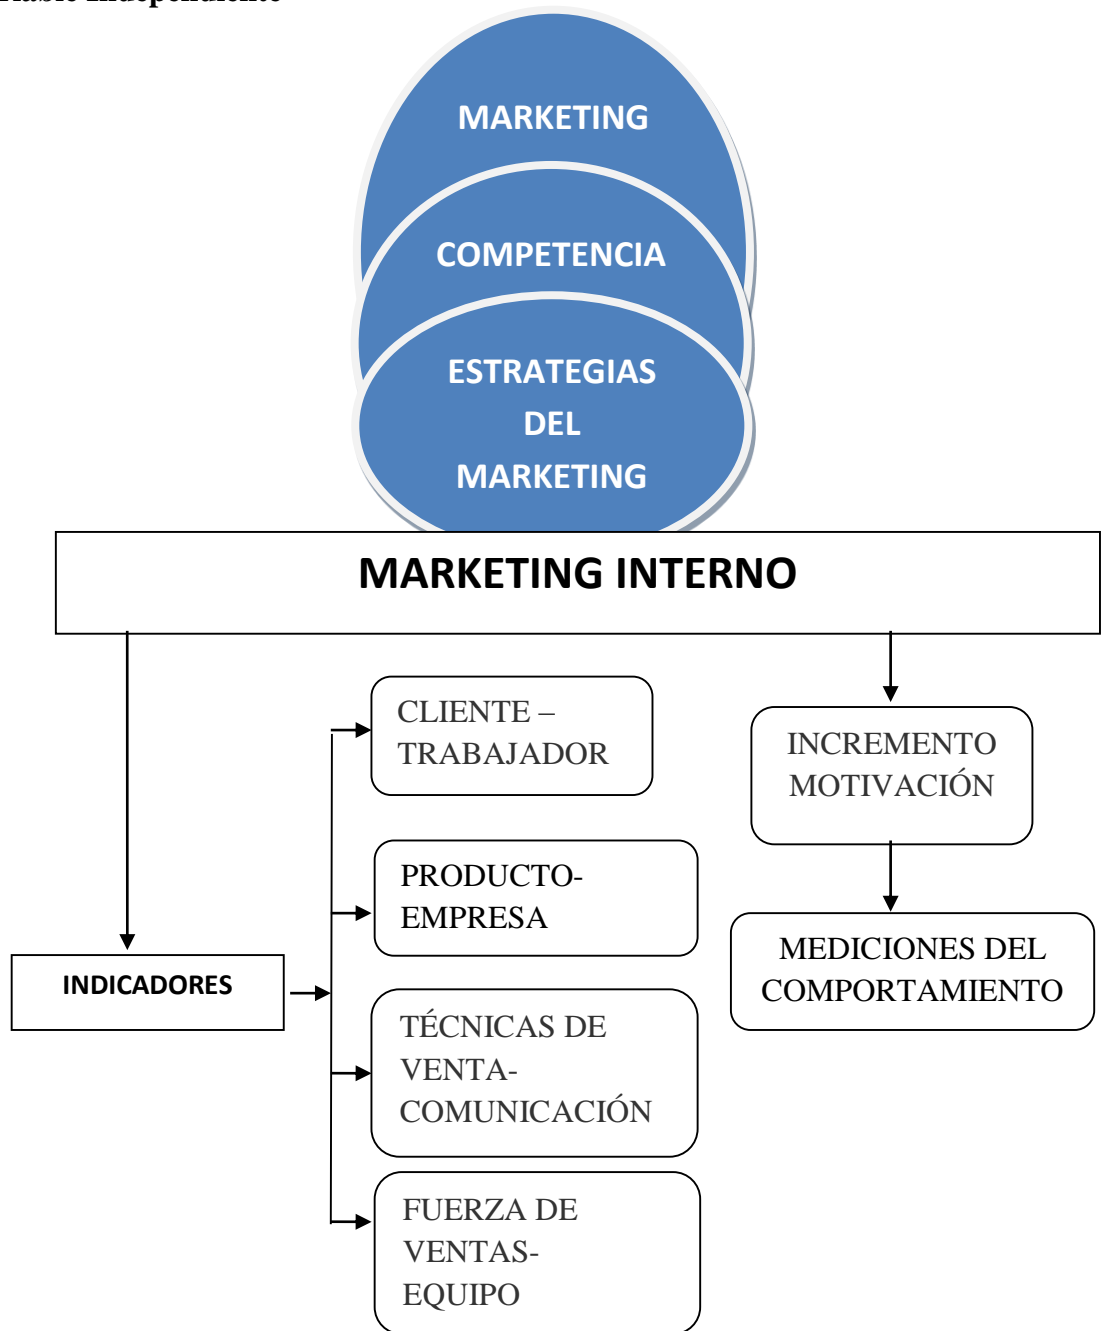 Independiente
MARKETING
COMPETENCIA
ESTRATEGIAS
DEL
MARKETING
MARKETING INTERNO
CLIENTE –
TRABAJADOR
PRODUCTO-
EMPRESA
INDICADORES
TÉCNICAS DE
VENTA-
COMUNICACIÓN
FUERZA DE
VENTAS-
EQUIPO
INCREMENTO
MOTIVACIÓN
MEDICIONES DEL
COMPORTAMIENTO